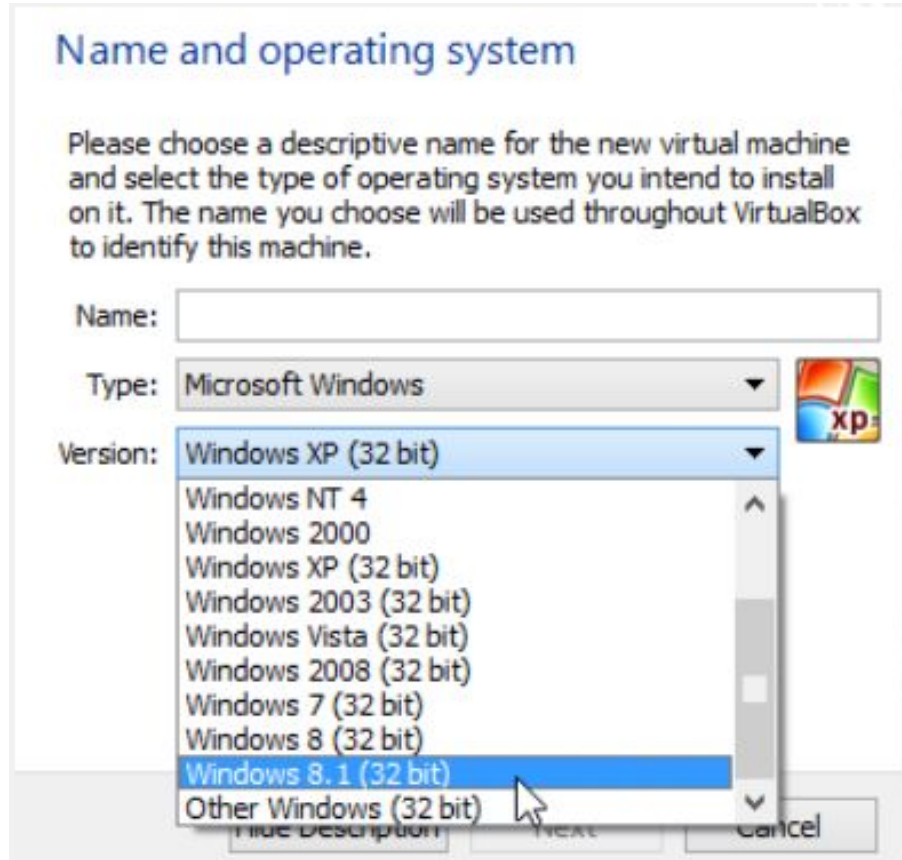 Name and operating system
Please choose a descriptive name for the new virtual machine
and select the type of operating system you intend to install
on it. The name you choose will be used throughout VirtualBox
to identify this machine.
Name:
Type: Microsoft Windows
xp
Version: Windows XP (32 bit)
Windows NT 4
Windows 2000
Windows XP (32 bit)
Windows 2003 (32 bit)
Windows Vista (32 bit)
Windows 2008 (32 bit)
Windows 7 (32 bit)
Windows 8 (32 bit)
Windows 8.1 (32 bit)
Other Windows (32 bit)
Hide Description Next Cancel